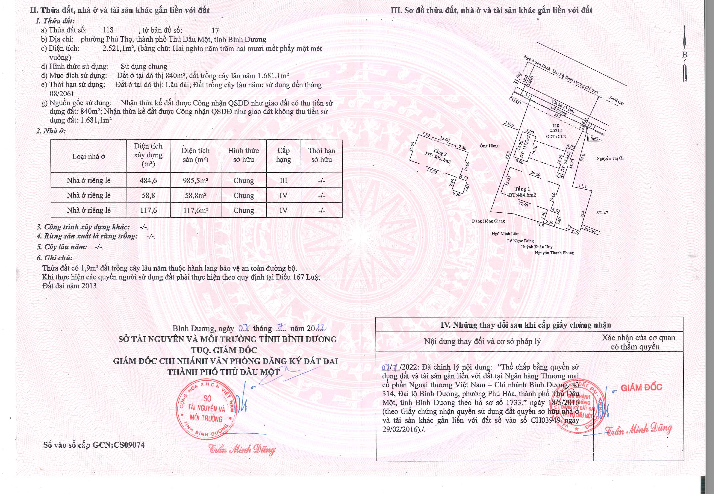 II. Thửa đất, nhà ở và tài sản khác gắn liền với đất
1. Thửa đất:
a) Thửa đất số: 113 , tờ bản đồ số: 17
b) Địa chỉ: phường Phú Thọ, thành phố Thủ Dầu Một, tỉnh Bình Dương
c) Diện tích: 2.521,1m², (bằng chữ: Hai nghìn năm trăm hai mươi mốt phẩy một mét
vuông)
d) Hình thức sử dụng: Sử dụng chung
đ) Mục đích sử dụng: Đất ở tại đô thị 840m², đất trồng cây lâu năm 1.681,1m²
e) Thời hạn sử dụng: Đất ở tại đô thị: Lâu dài; Đất trồng cây lâu năm: sử dụng đến tháng
08/2061
g) Nguồn gốc sử dụng: Nhận thừa kế đất được Công nhận QSDĐ như giao đất có thu tiền sử
dụng đất: 840m²; Nhận thừa kế đất được Công nhận QSDĐ như giao đất không thu tiền sử
dụng đất: 1.681,1m²
2. Nhà ở:
Loại nhà ở Diện tích xây dựng (m²) Diện tích sàn (m²) Hình thức sở hữu Cấp hạng Thời hạn sở hữu
Nhà ở riêng lẻ 484,6 985,5m² Chung III -/-
Nhà ở riêng lẻ 58,8 58,8m² Chung IV -/-
Nhà ở riêng lẻ 117,6 117,6m² Chung IV -/-
3. Công trình xây dựng khác: -/-
4. Rừng sản xuất là rừng trồng: -/-
5. Cây lâu năm: -/-
6. Ghi chú:
Thửa đất có 1,9m² đất trồng cây lâu năm thuộc hành lang bảo vệ an toàn đường bộ.
Khi thực hiện các quyền người sử dụng đất phải thực hiện theo quy định tại Điều 167 Luật
Đất đai năm 2013
Bình Dương, ngày tháng năm
SỞ TÀI NGUYÊN VÀ MÔI TRƯỜNG TỈNH BÌNH DƯƠNG
TUQ. GIÁM ĐỐC
GIÁM ĐỐC CHI NHÁNH VĂN PHÒNG ĐĂNG KÝ ĐẤT ĐAI
THÀNH PHỐ THỦ DẦU MỘT
SỞ
TÀI NGUYÊN VÀ
MÔI TRƯỜNG
Trần Minh Dũng
Số vào sổ cấp GCN:CS09074
III. Sơ đồ thửa đất, nhà ở và tài sản khác gắn liền với đất
B
Tầng 1
IV. Những thay đổi sau khi cấp giấy chứng nhận
Nội dung thay đổi và cơ sở pháp lý
Xác nhận của cơ quan
có thẩm quyền
/2022: Đã chỉnh lý nội dung: "Thế chấp bằng quyền sử
dụng đất và tài sản gắn liền với đất tại Ngân hàng Thương mại
cổ phần Ngoại thương Việt Nam – Chi nhánh Bình Dương, số
314, Đại lộ Bình Dương, phường Phú Hòa, thành phố Thủ Dầu
Một, tỉnh Bình Dương theo hồ sơ số 1733." ngày
(theo Giấy chứng nhận quyền sử dụng đất quyền sở hữu nhà ở
và tài sản khác gắn liền với đất số vào sổ CH03949, ngày
29/02/2016)./.
GIÁM ĐỐC
Trần Minh Dũng